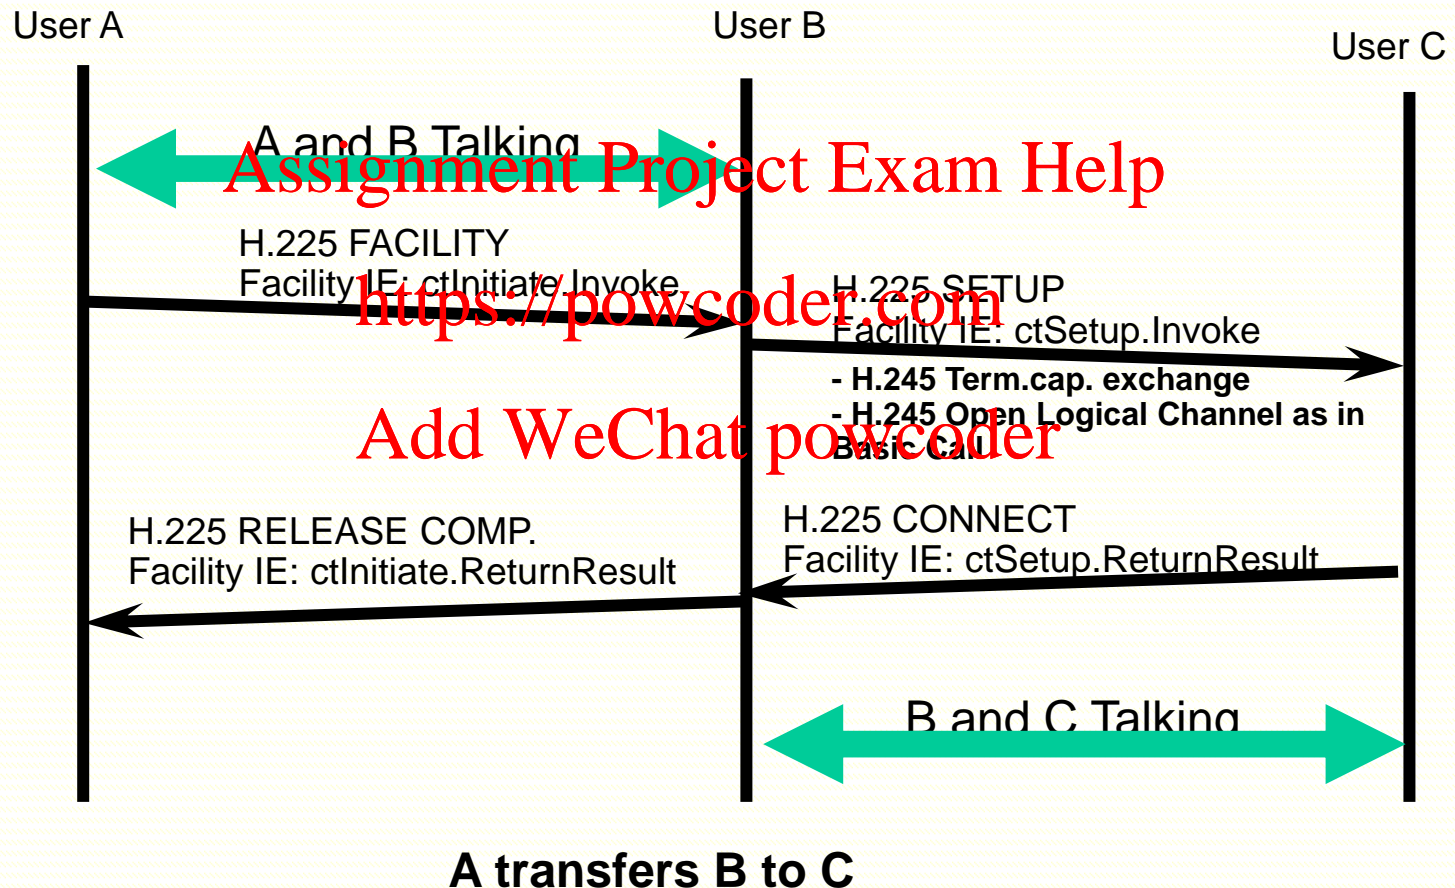 User A
User B
User C
A and B Talking
Assignment Project Exam Help
H.225 FACILITY
Facility IE: ctInitiate.Invoke
https://powcoder.com
H.225 SETUP
Facility IE: ctSetup.Invoke
- H.245 Term.cap. exchange
- H.245 Open Logical Channel as in
Basic Call
Add WeChat powcoder
H.225 RELEASE COMP.
Facility IE: ctInitiate.ReturnResult
H.225 CONNECT
Facility IE: ctSetup.ReturnResult
B and C Talking
A transfers B to C